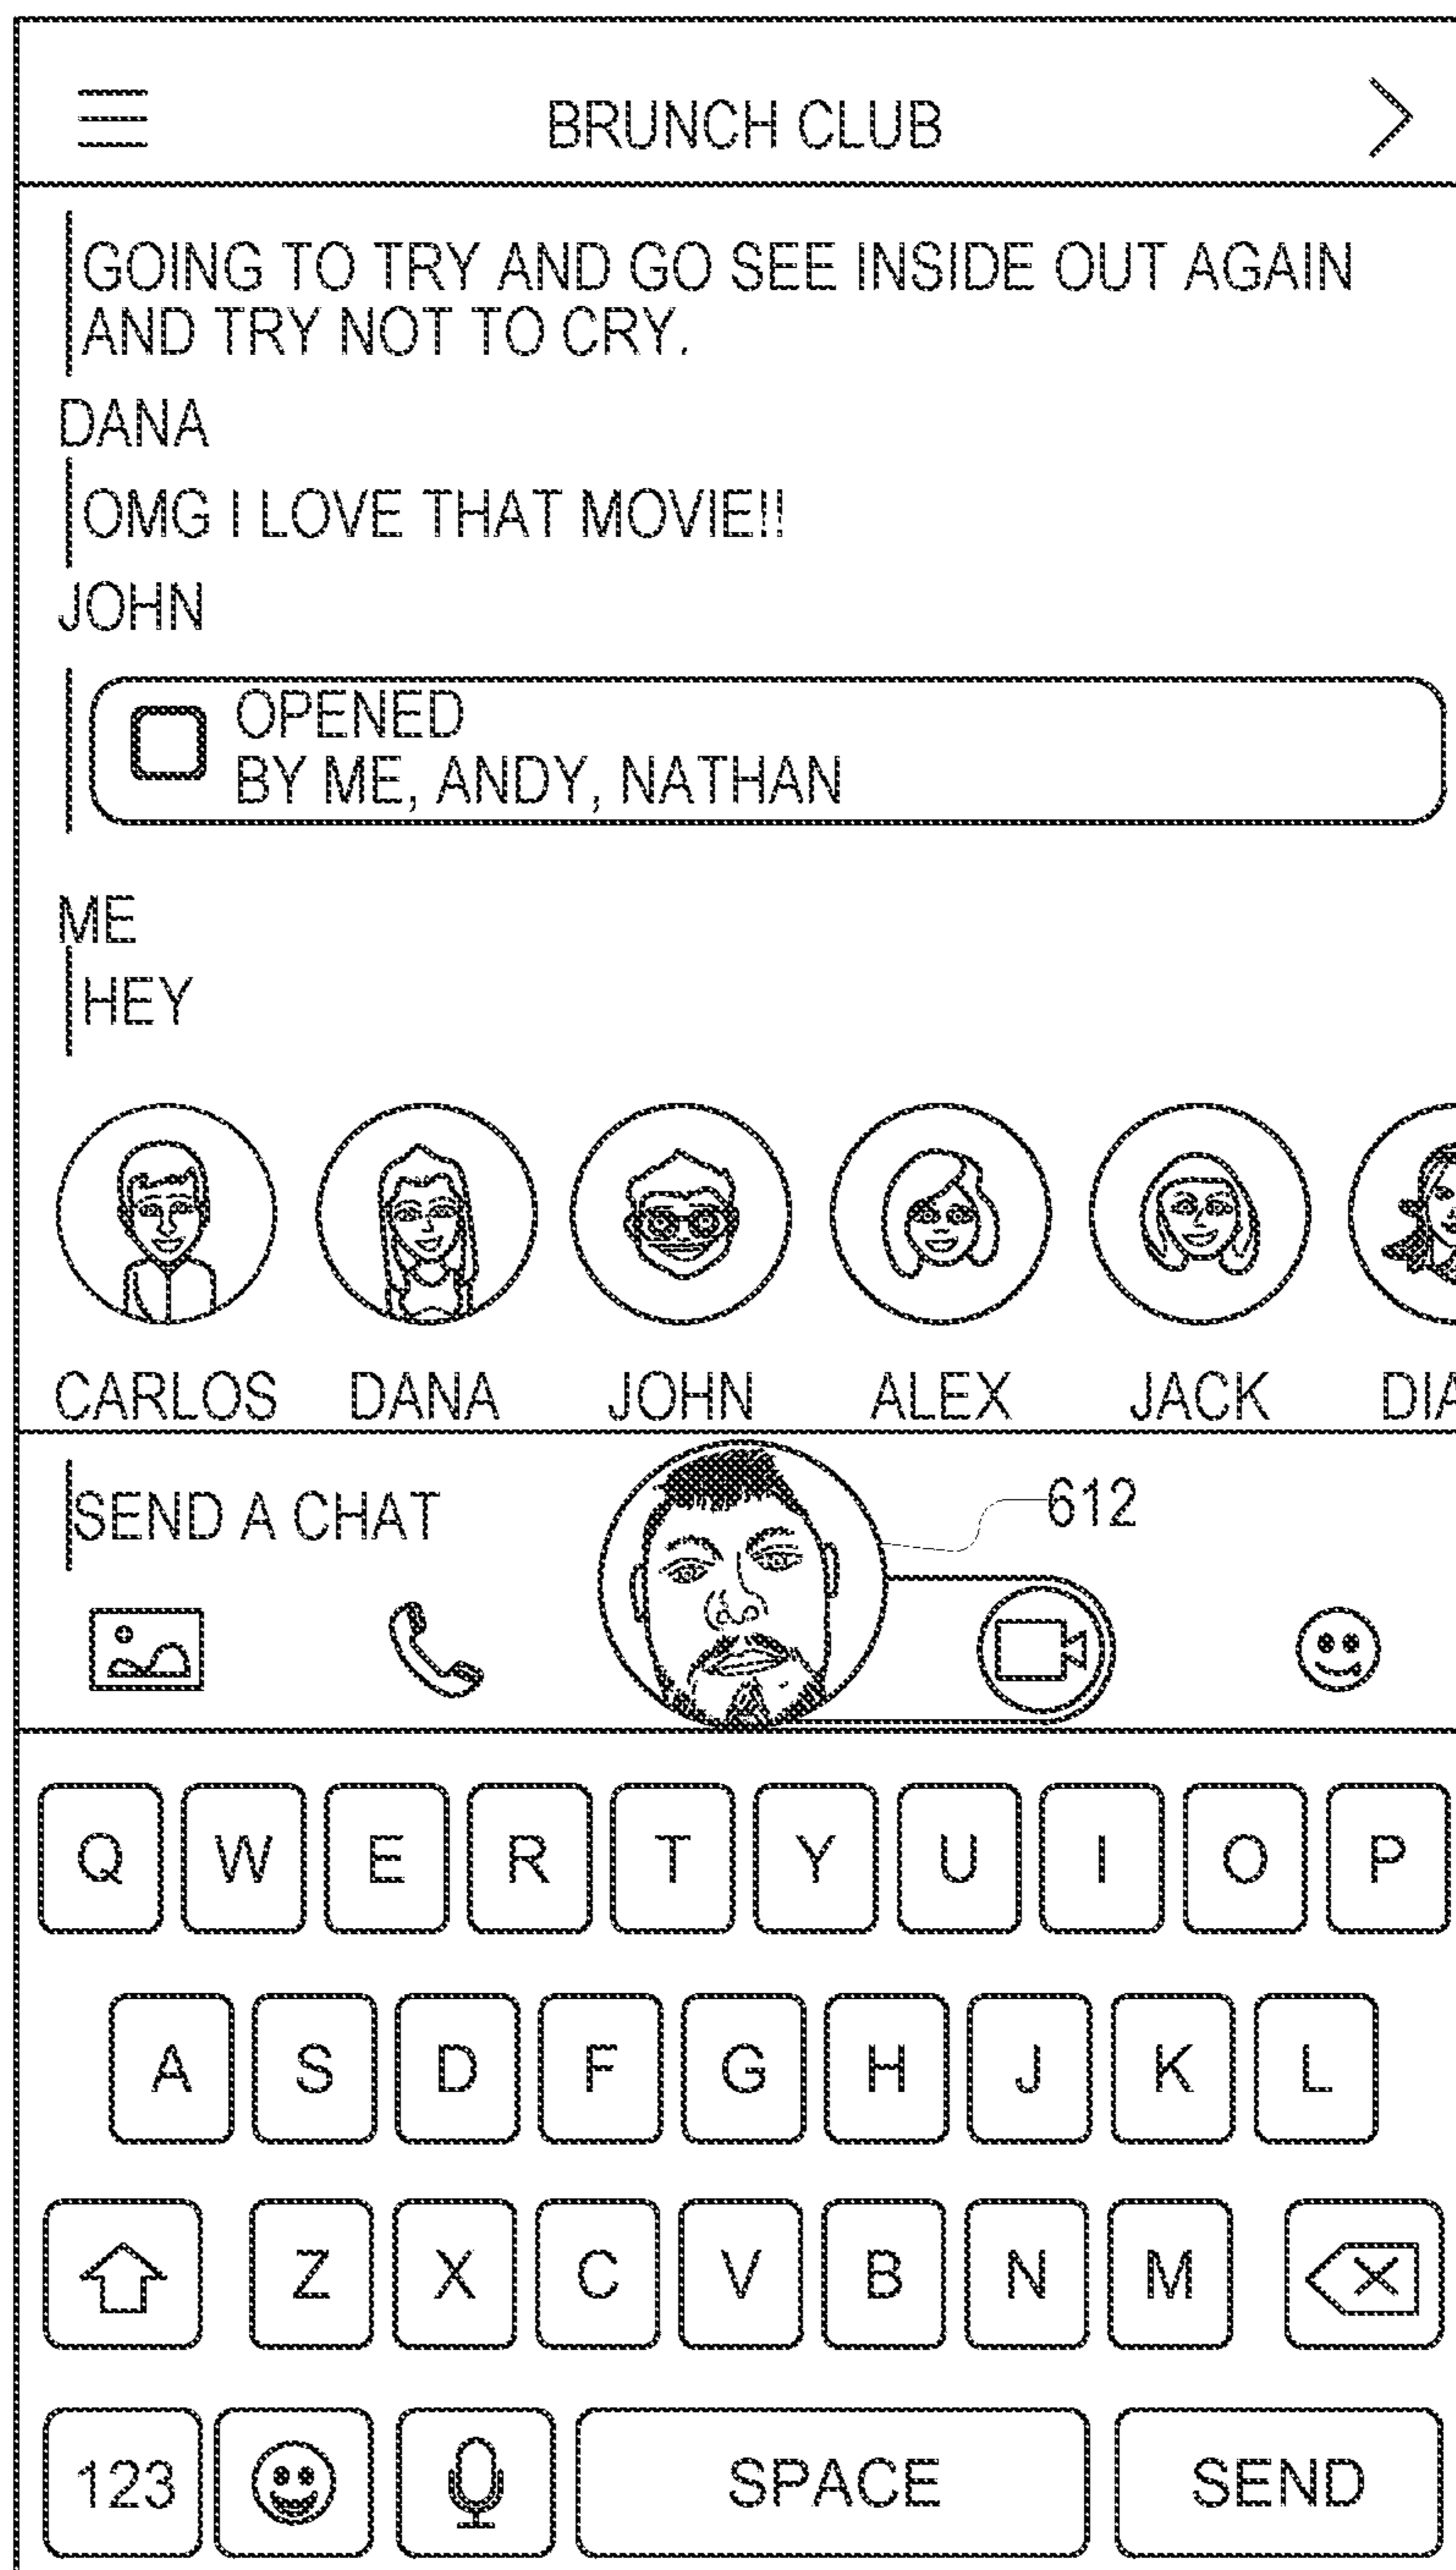 BRUNCH CLUB
GOING TO TRY AND GO SEE INSIDE OUT AGAIN
AND TRY NOT TO CRY.
DANA
OMG I LOVE THAT MOVIE!!
JOHN
OPENED
BY ME, ANDY, NATHAN
ME
HEY
CARLOS DANA JOHN ALEX JACK DIA
SEND A CHAT
612
Q W E R T Y U I O P
A S D F G H J K L
Z X C V B N M
123 SPACE SEND